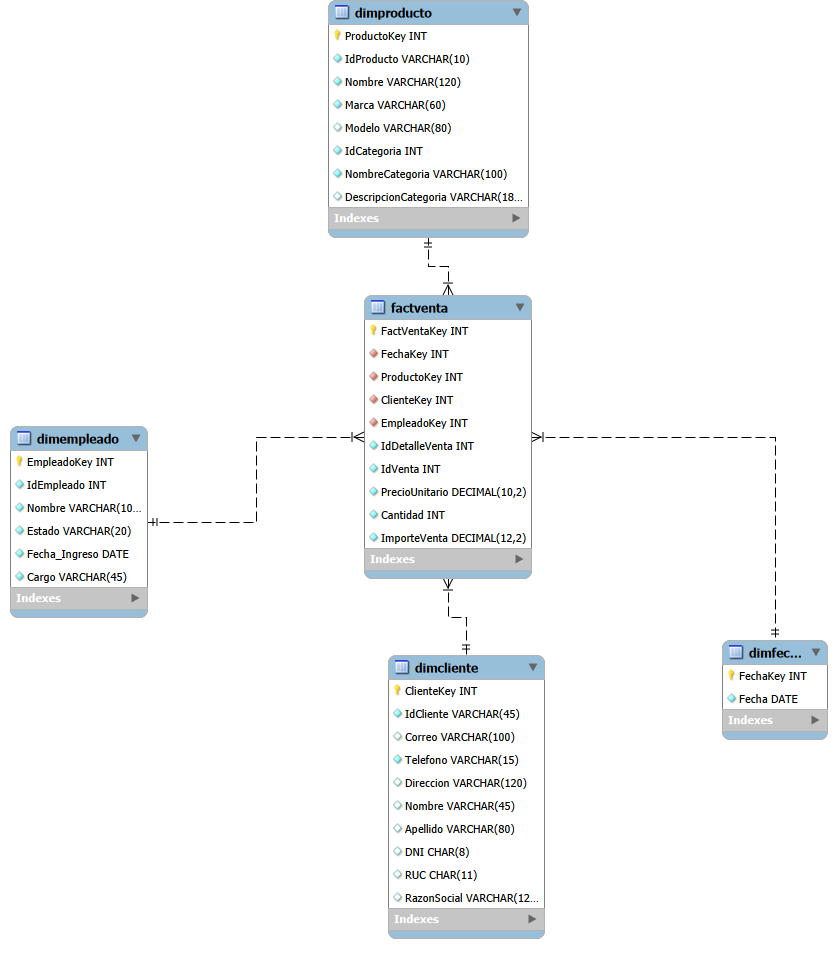 dimproducto
ProductoKey INT
IdProducto VARCHAR(10)
Nombre VARCHAR(120)
Marca VARCHAR(60)
Modelo VARCHAR(80)
IdCategoria INT
NombreCategoria VARCHAR(100)
DescripcionCategoria VARCHAR(18...
Indexes
factventa
FactVentaKey INT
FechaKey INT
ProductoKey INT
ClienteKey INT
EmpleadoKey INT
IdDetalleVenta INT
IdVenta INT
PrecioUnitario DECIMAL(10,2)
Cantidad INT
ImporteVenta DECIMAL(12,2)
Indexes
dimempleado
EmpleadoKey INT
IdEmpleado INT
Nombre VARCHAR(10...
Estado VARCHAR(20)
Fecha_Ingreso DATE
Cargo VARCHAR(45)
Indexes
dimcliente
ClienteKey INT
IdCliente VARCHAR(45)
Correo VARCHAR(100)
Telefono VARCHAR(15)
Direccion VARCHAR(120)
Nombre VARCHAR(45)
Apellido VARCHAR(80)
DNI CHAR(8)
RUC CHAR(11)
RazonSocial VARCHAR(12...
Indexes
dimfec...
FechaKey INT
Fecha DATE
Indexes